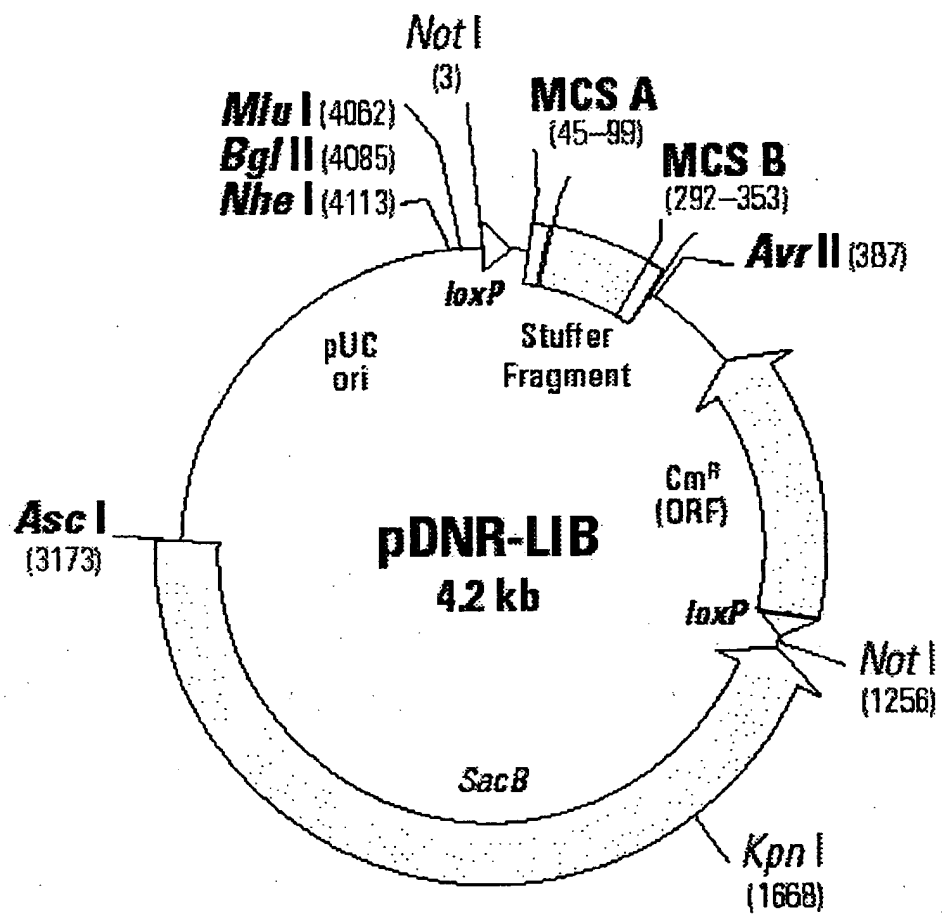 Not I
(3)
Mlu I (4062)
Bgl II (4085)
Nhe I (4113)
MCS A
(45–99)
MCS B
(292–353)
Avr II (387)
loxP
pUC
ori
Stuffer
Fragment
Cmᴿ
(ORF)
Asc I
(3173)
pDNR-LIB
4.2 kb
loxP
Not I
(1256)
SacB
Kpn I
(1668)